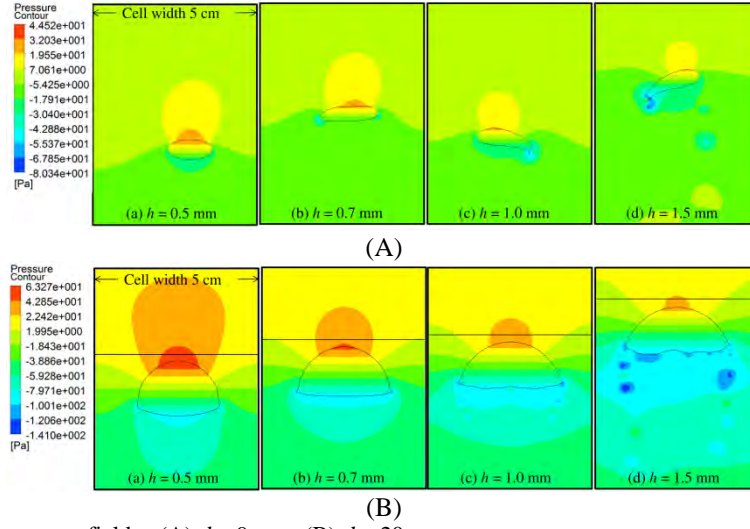 Pressure
Contour
4.452e+001
3.203e+001
1.955e+001
7.061e+000
-5.425e+000
-1.791e+001
-3.040e+001
-4.288e+001
-5.537e+001
-6.785e+001
-8.034e+001
[Pa]
Cell width 5 cm
(a) h = 0.5 mm
(b) h = 0.7 mm
(c) h = 1.0 mm
(d) h = 1.5 mm
(A)
Pressure
Contour
6.327e+001
4.285e+001
2.242e+001
1.995e+000
-1.843e+001
-3.886e+001
-5.928e+001
-7.971e+001
-1.001e+002
-1.206e+002
-1.410e+002
[Pa]
Cell width 5 cm
(a) h = 0.5 mm
(b) h = 0.7 mm
(c) h = 1.0 mm
(d) h = 1.5 mm
(B)